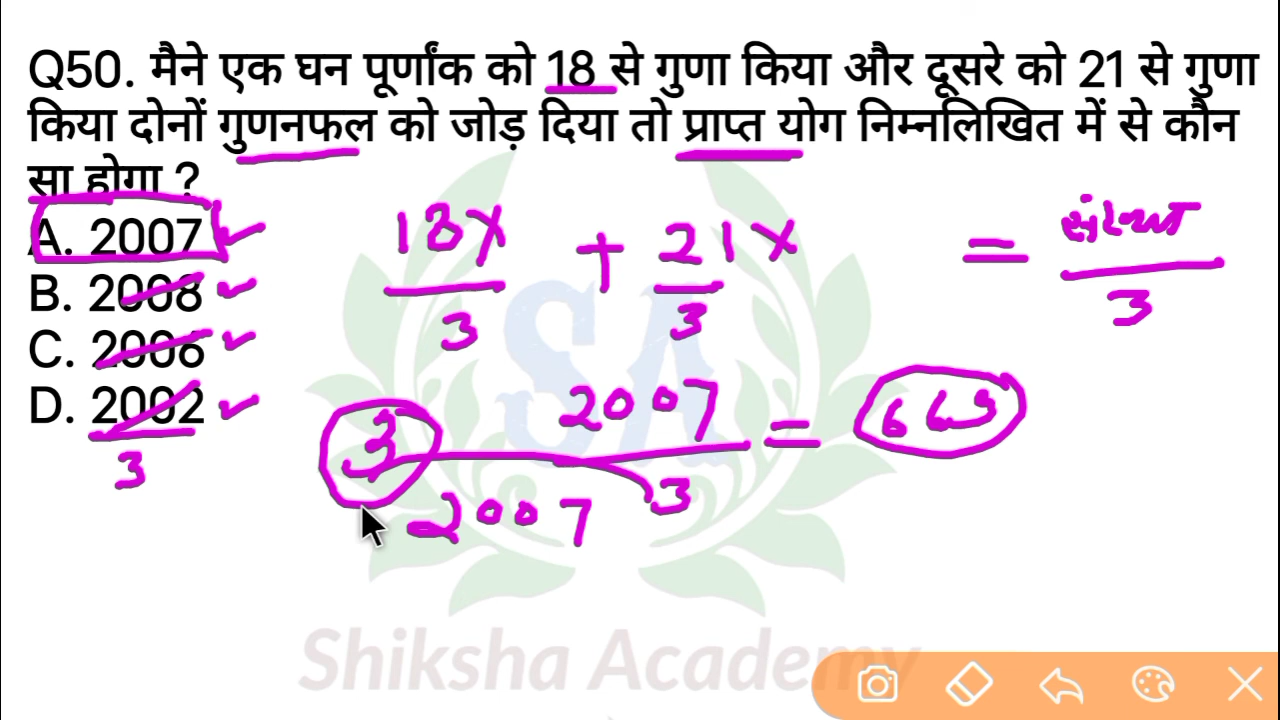 Q50. मैने एक घन पूर्णांक को 18 से गुणा किया और दूसरे को 21 से गुणा
किया दोनों गुणनफल को जोड़ दिया तो प्राप्त योग निम्नलिखित में से कौन
सा होगा ?
A. 2007
B. 2008
C. 2006
D. 2002
3
18x + 21x = संख्या
3 3 3
2007 = 669
3
3
2007
SA
Shiksha Academy